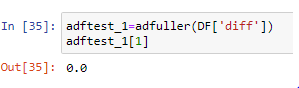 In [35]: adftest_1=adfuller(DF['diff'])
adftest_1[1]
Out[35]: 0.0